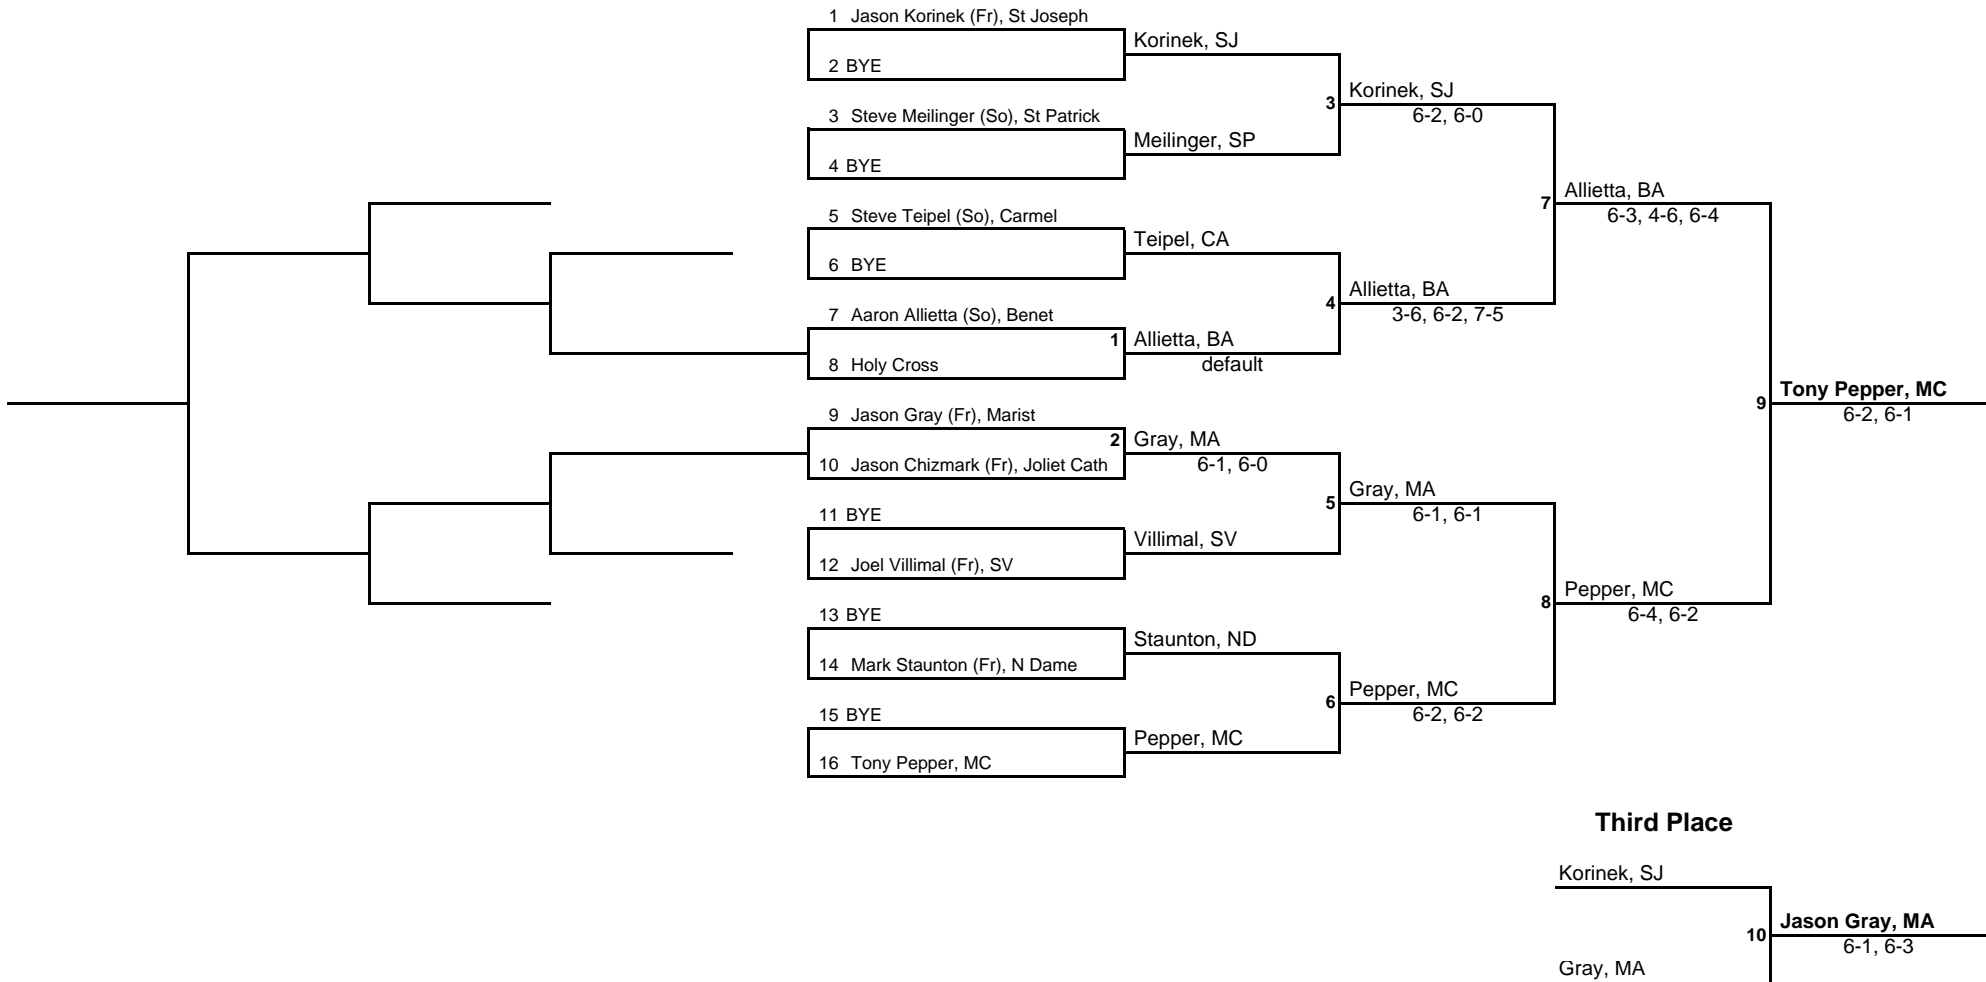 1 Jason Korinek (Fr), St Joseph
Korinek, SJ
2 BYE
Korinek, SJ
3
6-2, 6-0
3 Steve Meilinger (So), St Patrick
Meilinger, SP
4 BYE
Allietta, BA
7
6-3, 4-6, 6-4
5 Steve Teipel (So), Carmel
Teipel, CA
6 BYE
Allietta, BA
4
3-6, 6-2, 7-5
7 Aaron Allietta (So), Benet
1 Allietta, BA
8 Holy Cross
default
Tony Pepper, MC
9
6-2, 6-1
9 Jason Gray (Fr), Marist
2 Gray, MA
10 Jason Chizmark (Fr), Joliet Cath
6-1, 6-0
Gray, MA
5
6-1, 6-1
11 BYE
Villimal, SV
12 Joel Villimal (Fr), SV
Pepper, MC
8
6-4, 6-2
13 BYE
Staunton, ND
14 Mark Staunton (Fr), N Dame
Pepper, MC
6
6-2, 6-2
15 BYE
Pepper, MC
16 Tony Pepper, MC
Third Place
Korinek, SJ
Jason Gray, MA
10
6-1, 6-3
Gray, MA